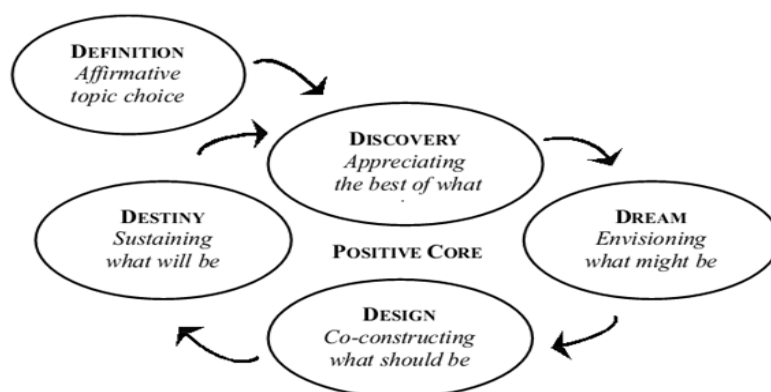 DEFINITION
Affirmative
topic choice
DISCOVERY
Appreciating
the best of what
DESTINY
Sustaining
what will be
DREAM
Envisioning
what might be
POSITIVE CORE
DESIGN
Co-constructing
what should be